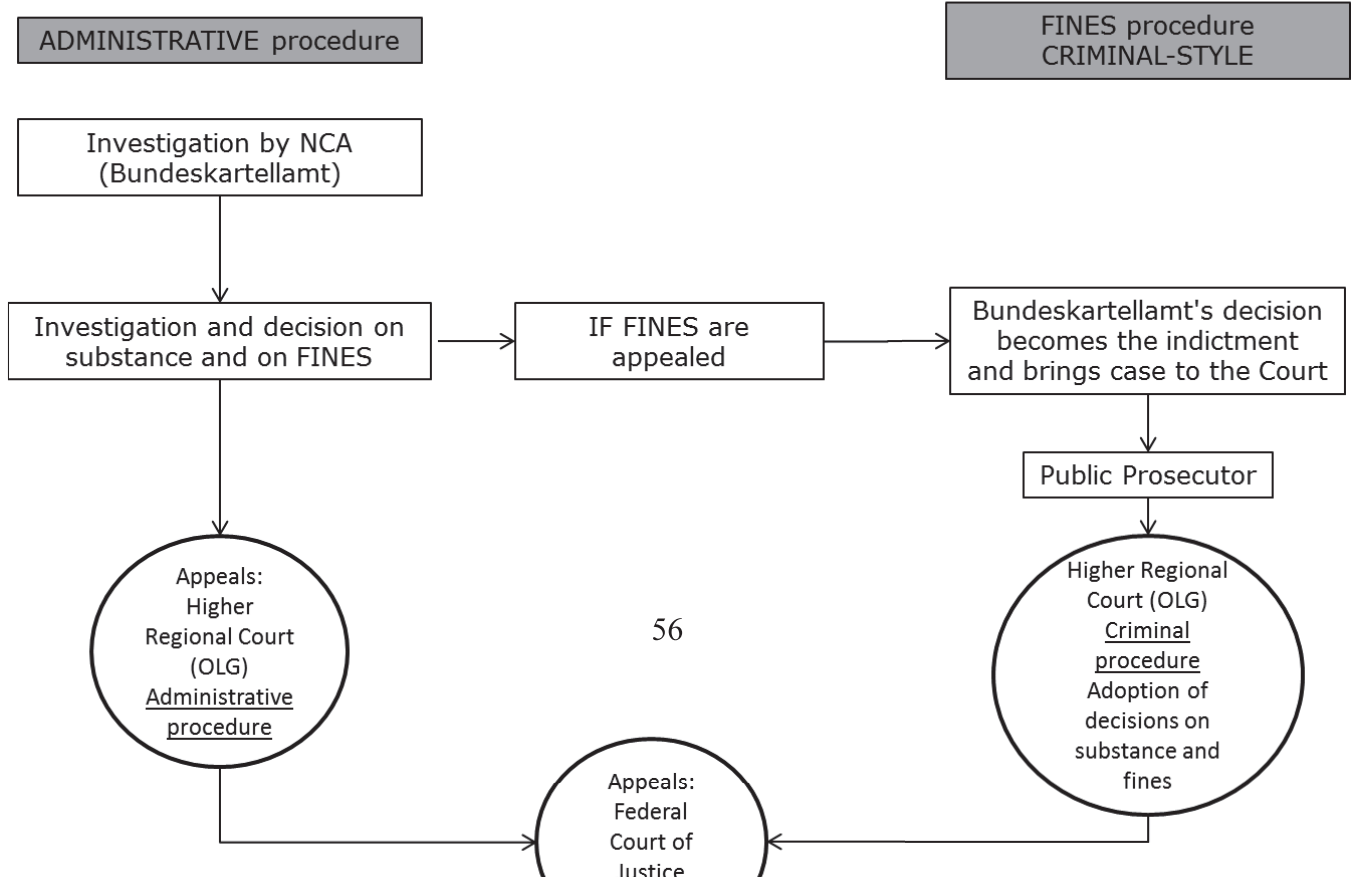 ADMINISTRATIVE procedure
FINES procedure
CRIMINAL-STYLE
Investigation by NCA
(Bundeskartellamt)
Investigation and decision on
substance and on FINES
IF FINES are
appealed
Bundeskartellamt's decision
becomes the indictment
and brings case to the Court
Public Prosecutor
Appeals:
Higher
Regional Court
(OLG)
Administrative
procedure
56
Higher Regional
Court (OLG)
Criminal
procedure
Adoption of
decisions on
substance and
fines
Appeals:
Federal
Court of
Justice